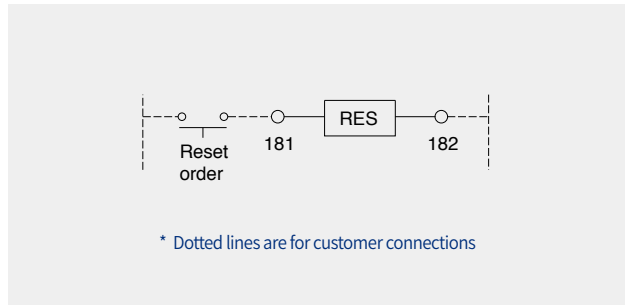 RES
181
182
Reset
order
* Dotted lines are for customer connections